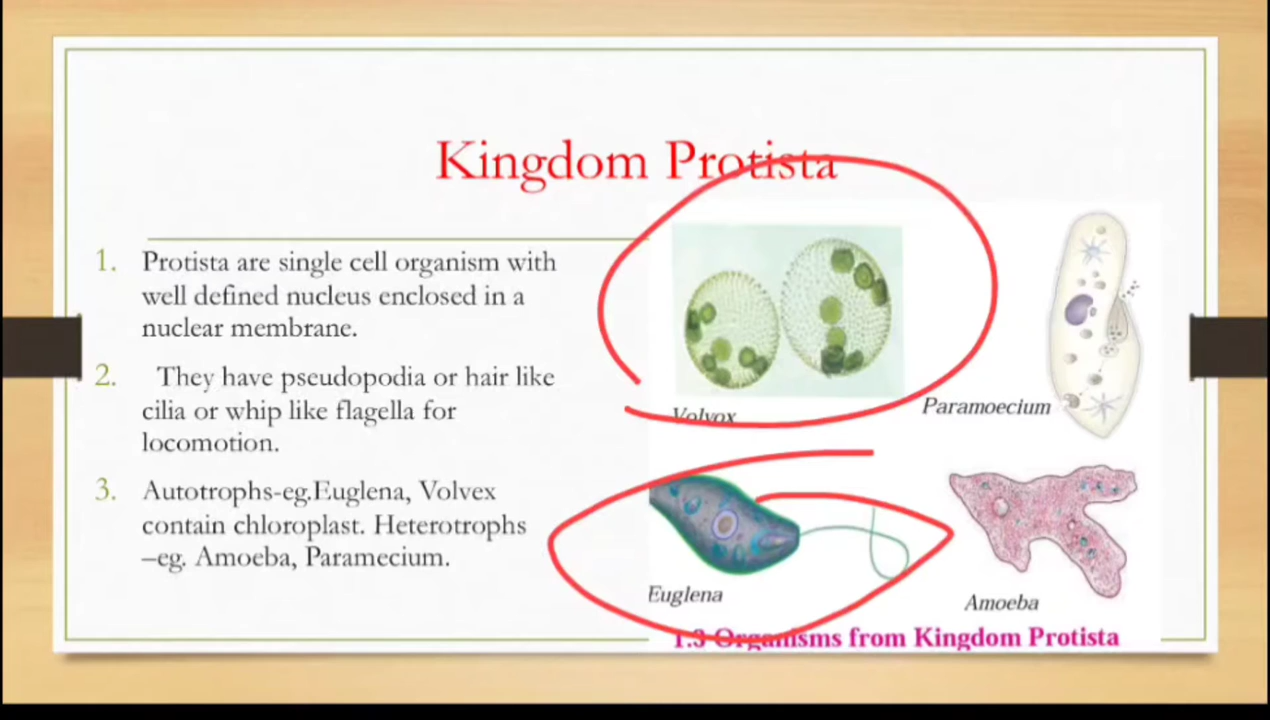 Kingdom Protista
1. Protista are single cell organism with
well defined nucleus enclosed in a
nuclear membrane.
2. They have pseudopodia or hair like
cilia or whip like flagella for
locomotion.
3. Autotrophs-eg.Euglena, Volvex
contain chloroplast. Heterotrophs
–eg. Amoeba, Paramecium.
Volvox
Paramoecium
Euglena
Amoeba
1.3 Organisms from Kingdom Protista